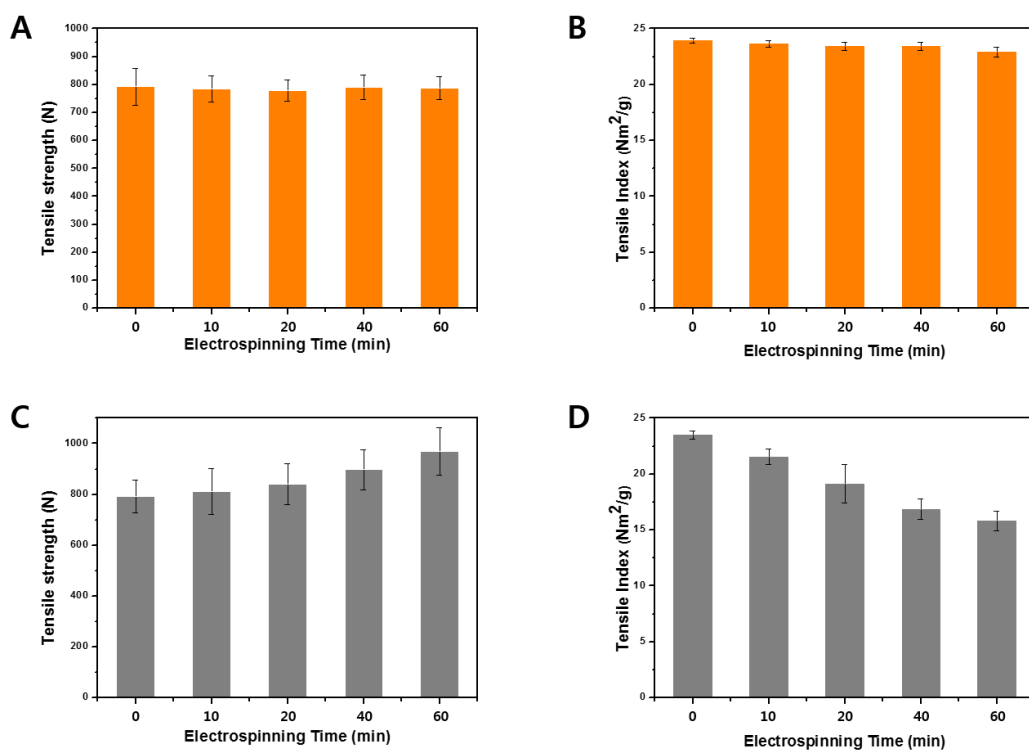 A
Tensile strength (N)
1000
900
800
700
600
500
400
300
200
100
0
0 10 20 40 60
Electrospinning Time (min)
B
Tensile Index (Nm²/g)
25
20
15
10
5
0
0 10 20 40 60
Electrospinning Time (min)
C
Tensile strength (N)
1000
800
600
400
200
0
0 10 20 40 60
Electrospinning Time (min)
D
Tensile Index (Nm²/g)
25
20
15
10
5
0
0 10 20 40 60
Electrospinning Time (min)